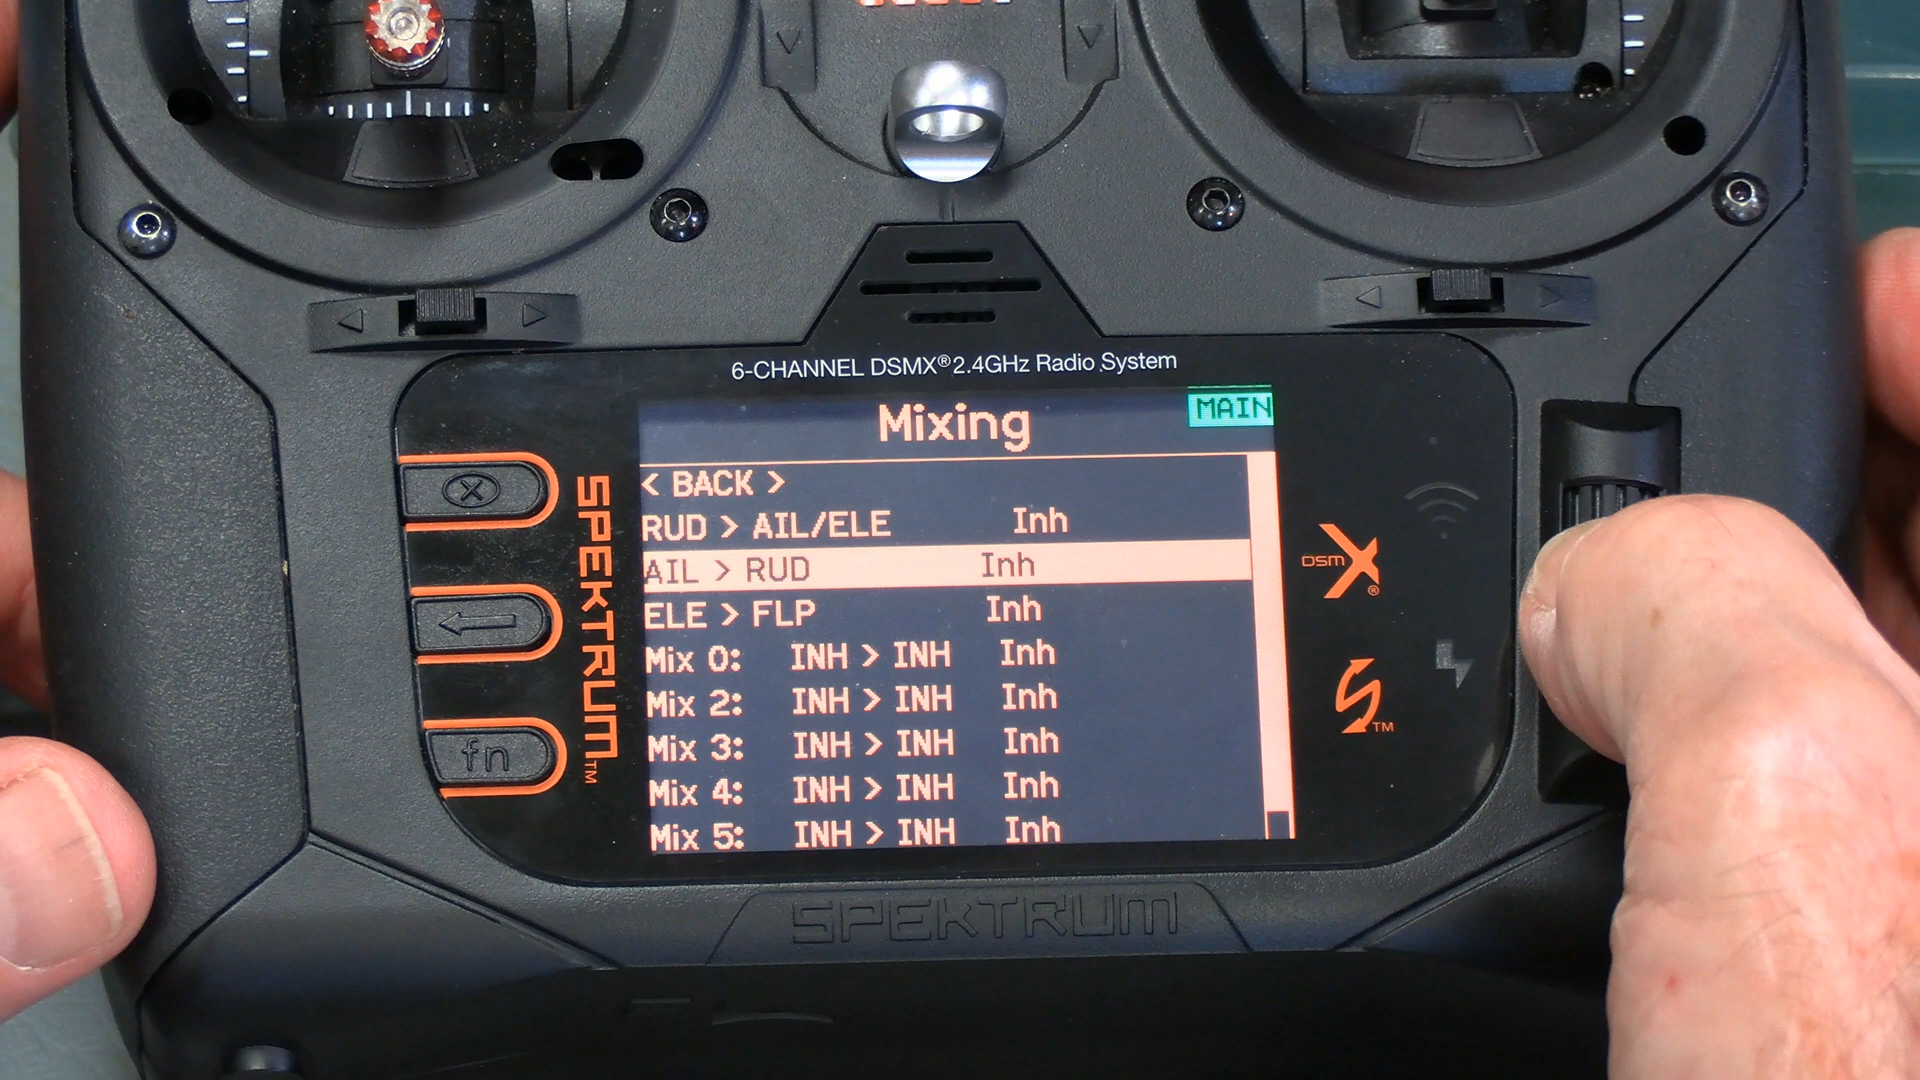 6-CHANNEL DSMX® 2.4GHz Radio System
Mixing
MAIN
< BACK >
RUD > AIL/ELE Inh
AIL > RUD Inh
ELE > FLP Inh
Mix 0: INH > INH Inh
Mix 2: INH > INH Inh
Mix 3: INH > INH Inh
Mix 4: INH > INH Inh
Mix 5: INH > INH Inh
fn
SPEKTRUM™
DSMX®
™
SPEKTRUM